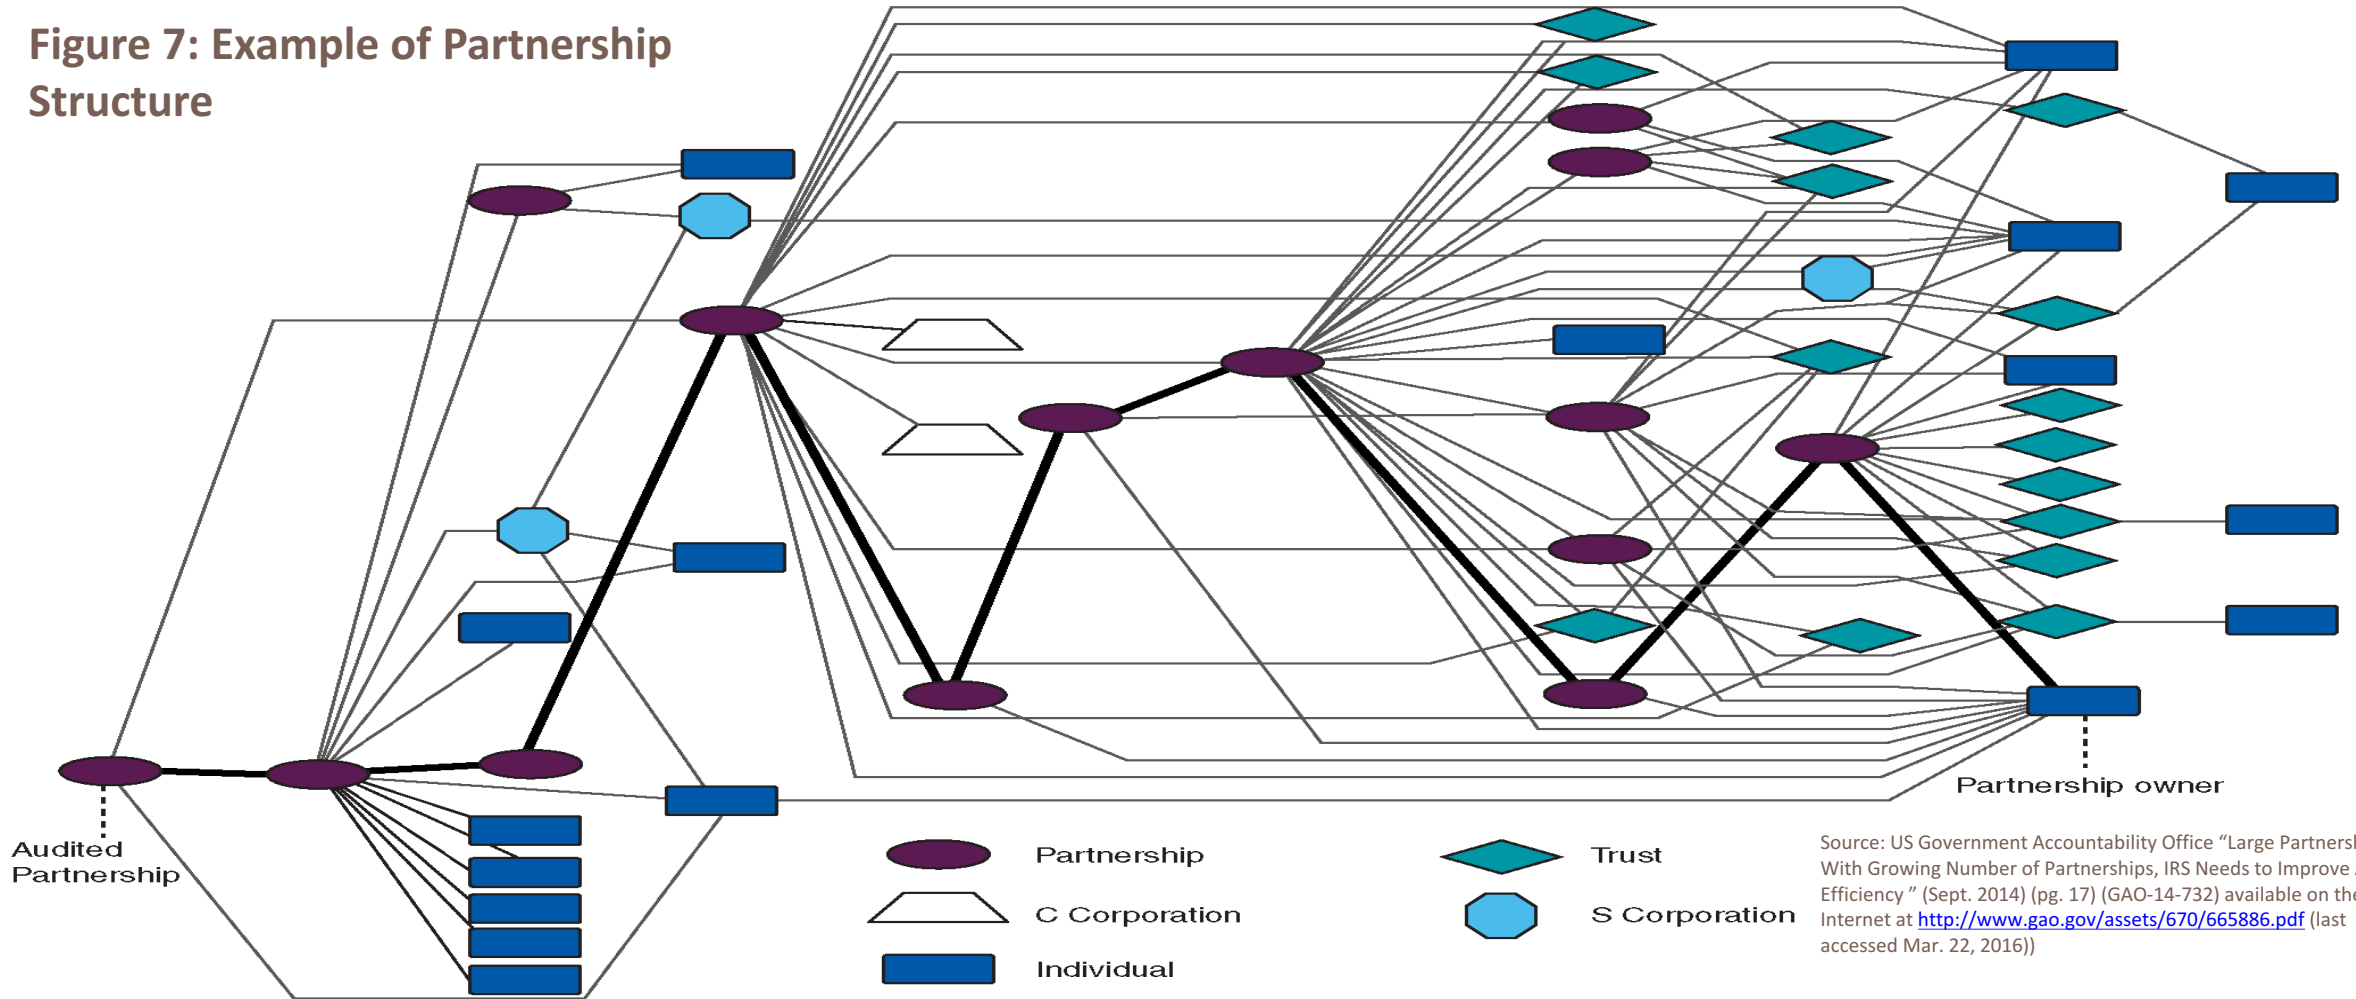 Figure 7: Example of Partnership
Structure
Audited
Partnership
Partnership owner
Partnership
C Corporation
Individual
Trust
S Corporation
Source: US Government Accountability Office “Large Partnersh
With Growing Number of Partnerships, IRS Needs to Improve
Efficiency ” (Sept. 2014) (pg. 17) (GAO-14-732) available on the
Internet at http://www.gao.gov/assets/670/665886.pdf (last
accessed Mar. 22, 2016))